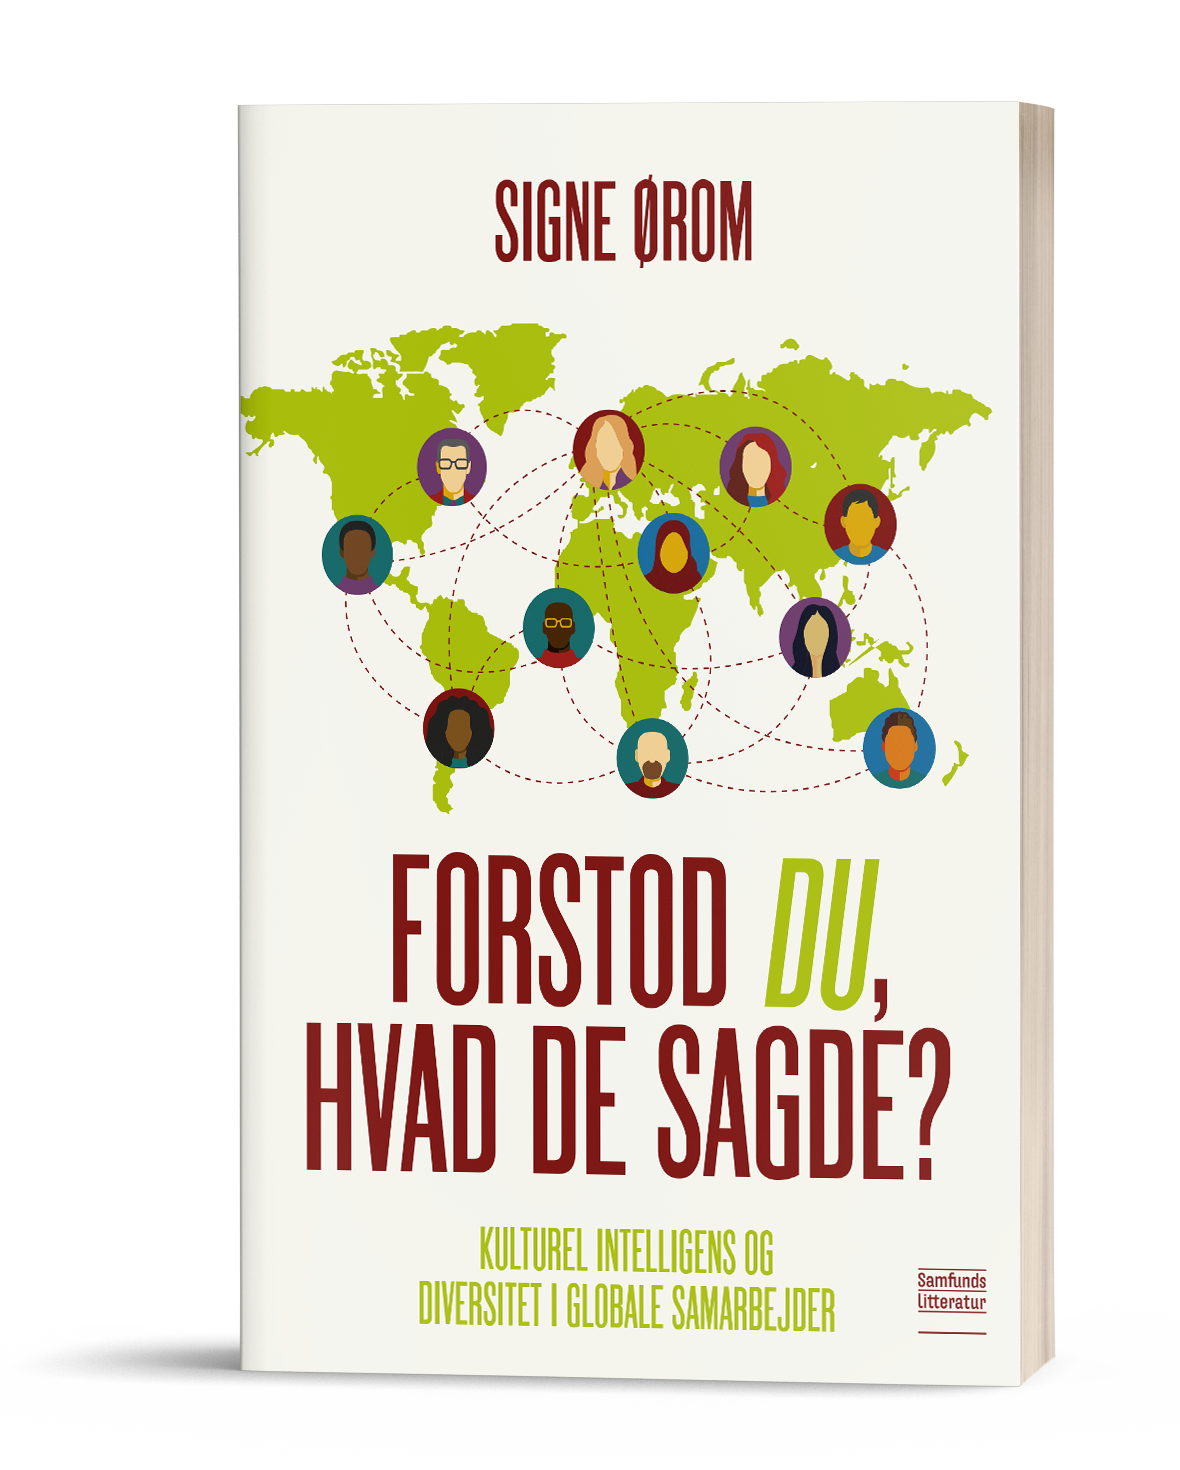 SIGNE ØROM
FORSTOD DU,
HVAD DE SAGDE?
KULTUREL INTELLIGENS OG
DIVERSITET I GLOBALE SAMARBEJDER
Samfunds
litteratur